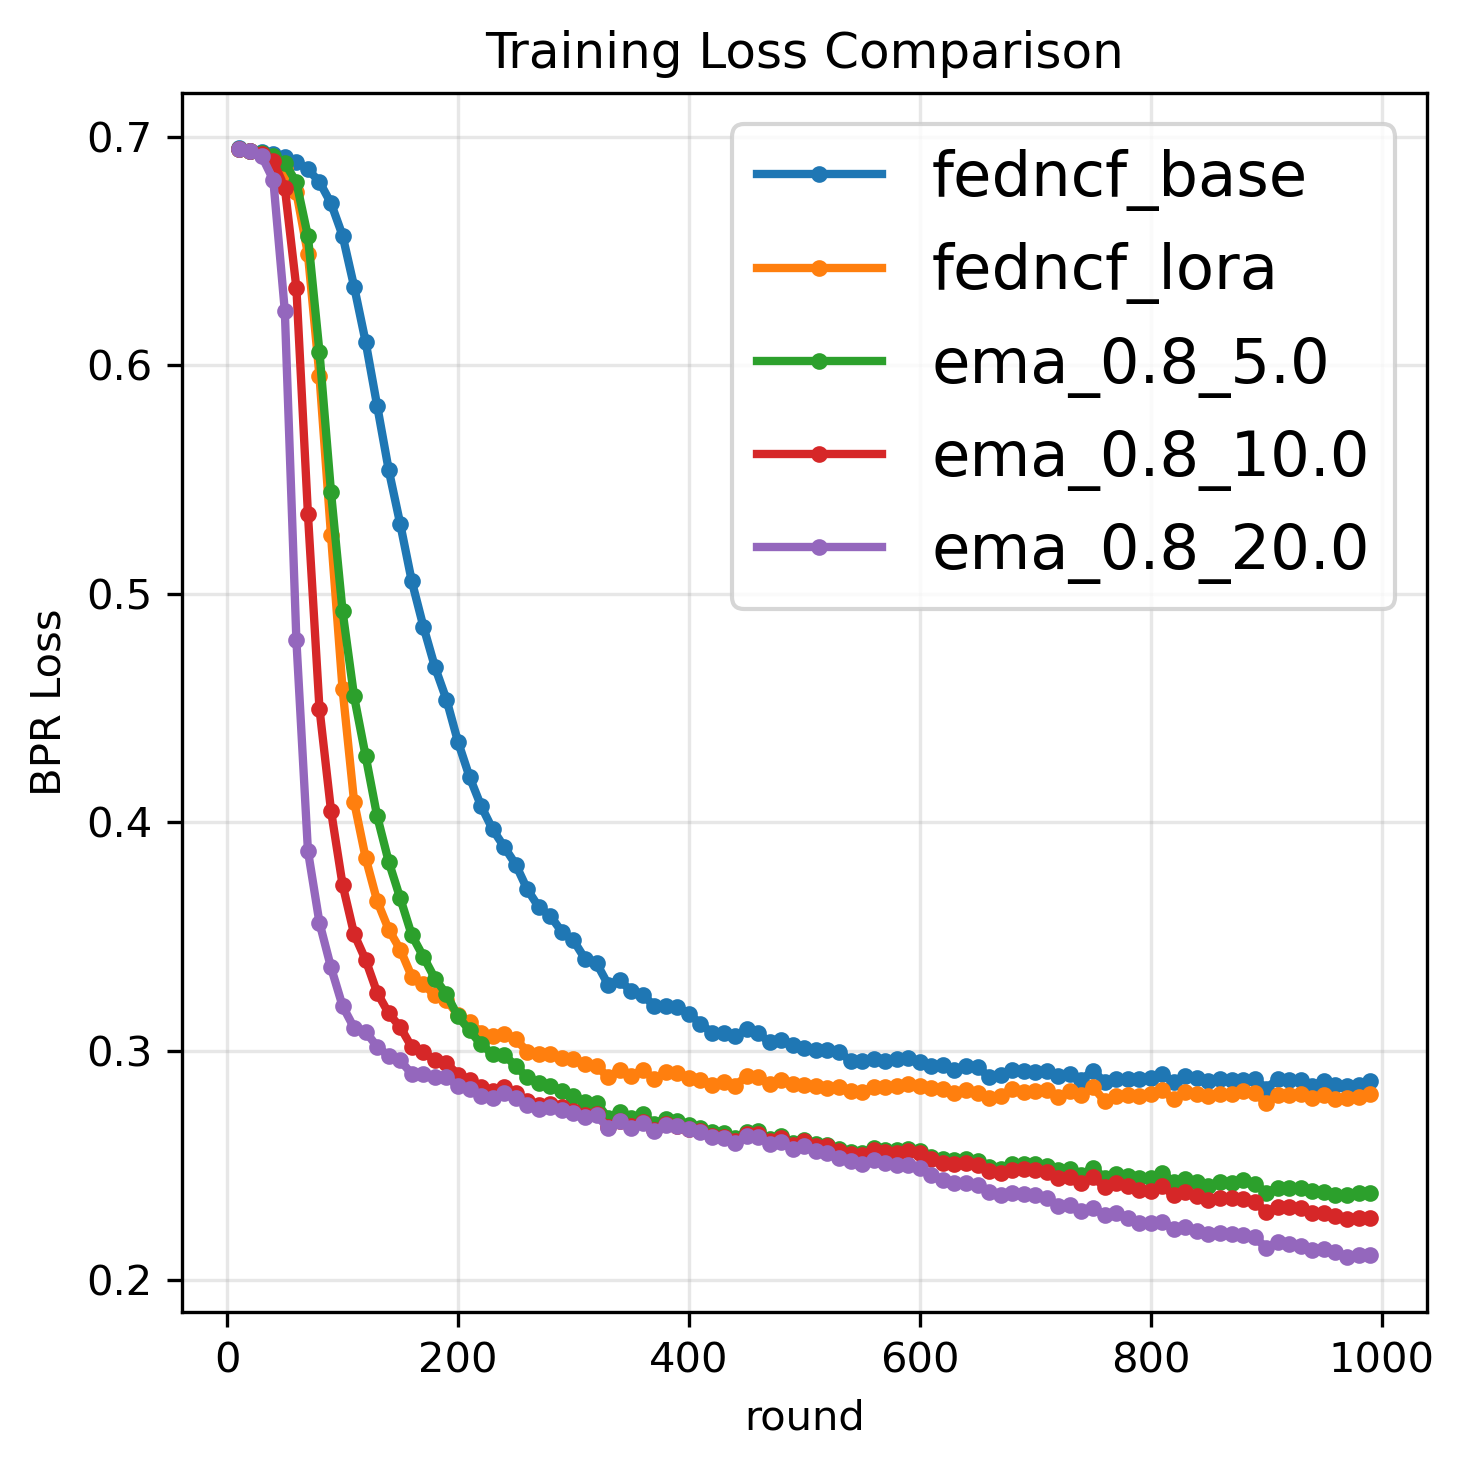 Training Loss Comparison
0.7
0.6
0.5
0.4
0.3
0.2
BPR Loss
fedncf_base
fedncf_lora
ema_0.8_5.0
ema_0.8_10.0
ema_0.8_20.0
0 200 400 600 800 1000
round